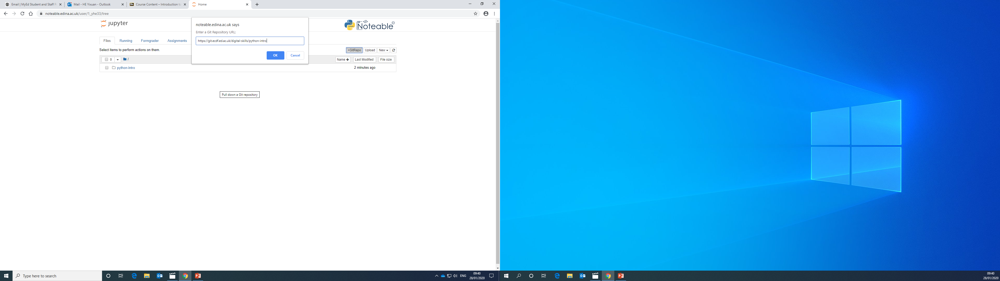 Email | MyEd Student and Staff P
Mail - HE Yixuan - Outlook
Course Content – Introduction to
Home
noteable.edina.ac.uk/user/1_yhe33/tree
jupyter
Noteable
noteable.edina.ac.uk says
Enter a Git Repository URL:
https://git.ecdf.ed.ac.uk/digital-skills/python-intro
OK
Cancel
Files
Running
Formgrader
Assignments
Select items to perform actions on them.
+GitRepo
Upload
New
0
/
Name
Last Modified
File size
python-intro
2 minutes ago
Pull down a Git repository
Type here to search
ENG
09:40
28/01/2020
09:40
28/01/2020